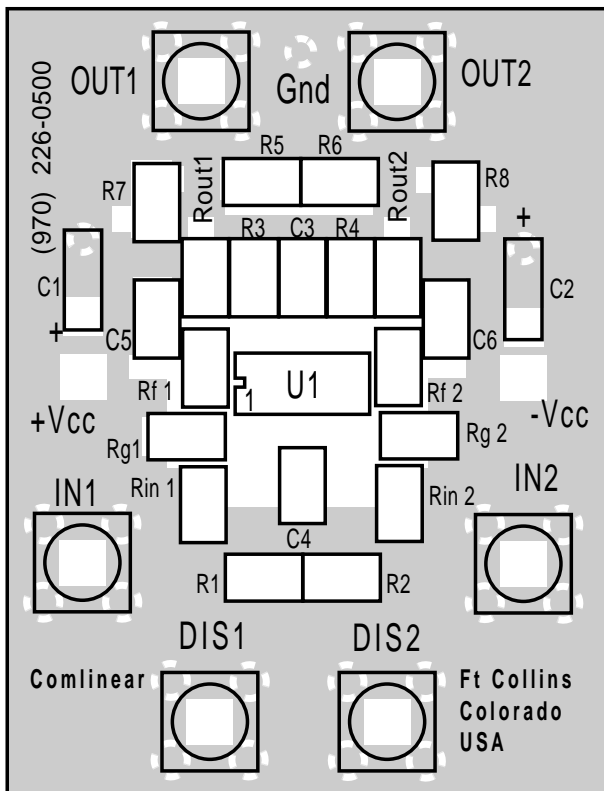 OUT1
Gnd
OUT2
(970) 226-0500
R5
R6
R7
Rout1
Rout2
R8
R3
C3
R4
+
C1
C2
+
C5
C6
Rf 1
1
U1
Rf 2
+Vcc
-Vcc
Rg1
Rg 2
Rin 1
Rin 2
IN1
IN2
C4
R1
R2
DIS1
DIS2
Comlinear
Ft Collins
Colorado
USA